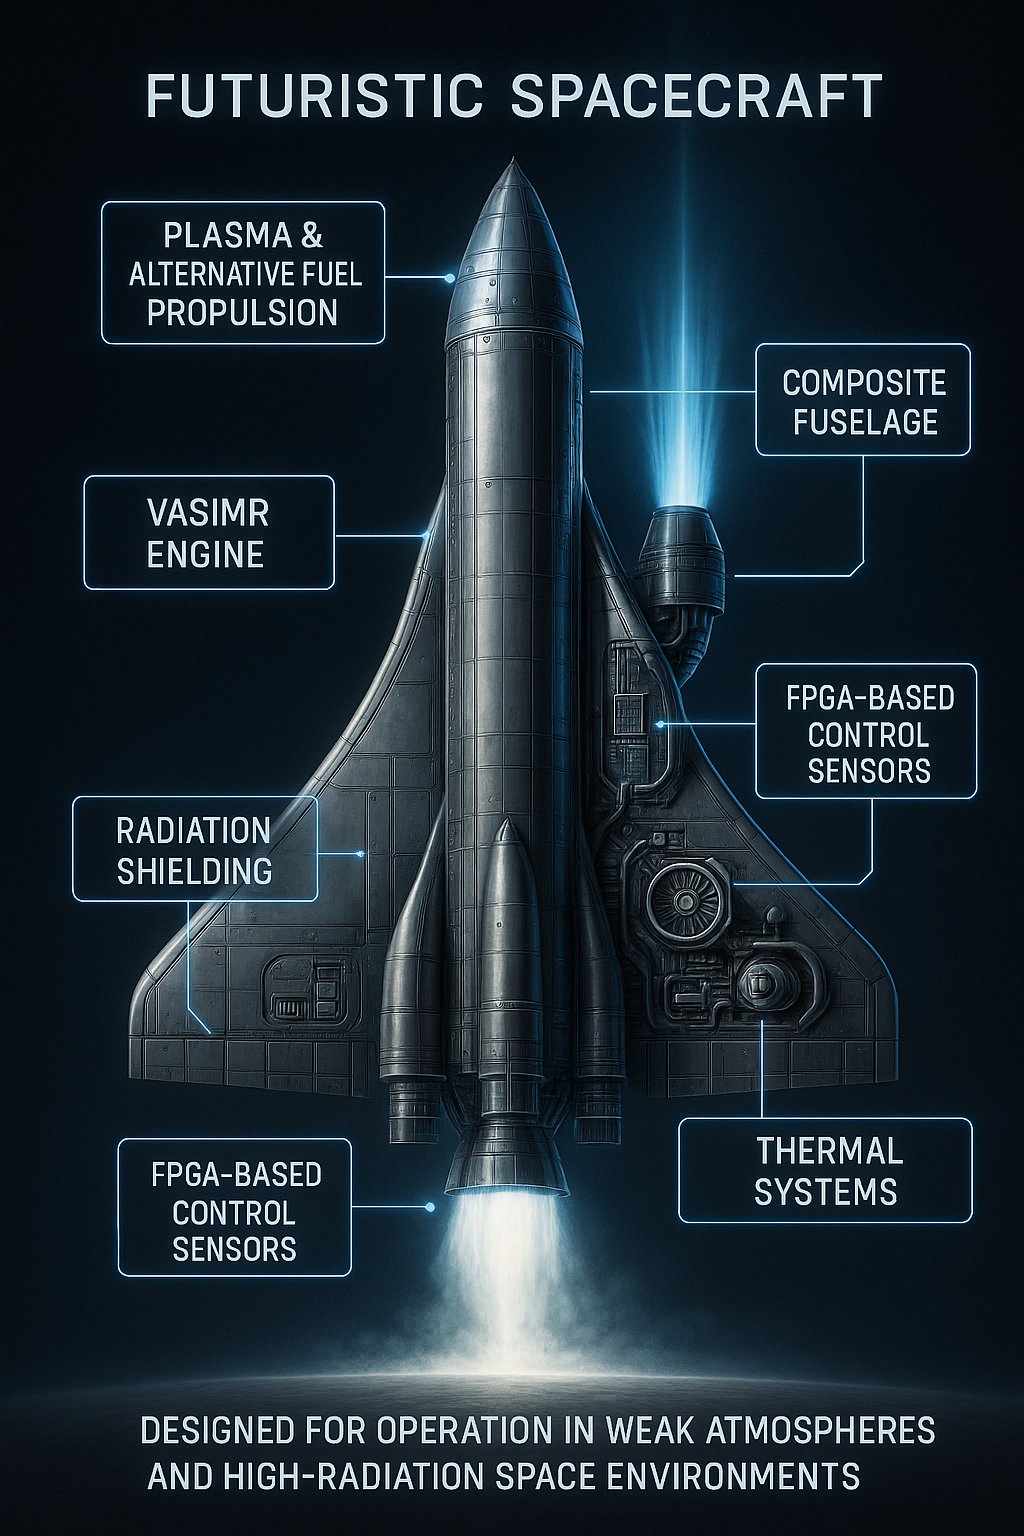 FUTURISTIC SPACECRAFT
PLASMA &
ALTERNATIVE FUEL
PROPULSION
COMPOSITE
FUSELAGE
VASIMR
ENGINE
FPGA-BASED
CONTROL
SENSORS
RADIATION
SHIELDING
THERMAL
SYSTEMS
FPGA-BASED
CONTROL
SENSORS
DESIGNED FOR OPERATION IN WEAK ATMOSPHERES
AND HIGH-RADIATION SPACE ENVIRONMENTS